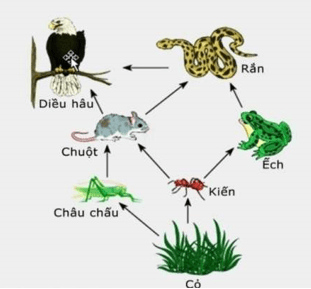 Rắn
Diều hâu
Chuột
Ếch
Kiến
Châu chấu
Cỏ